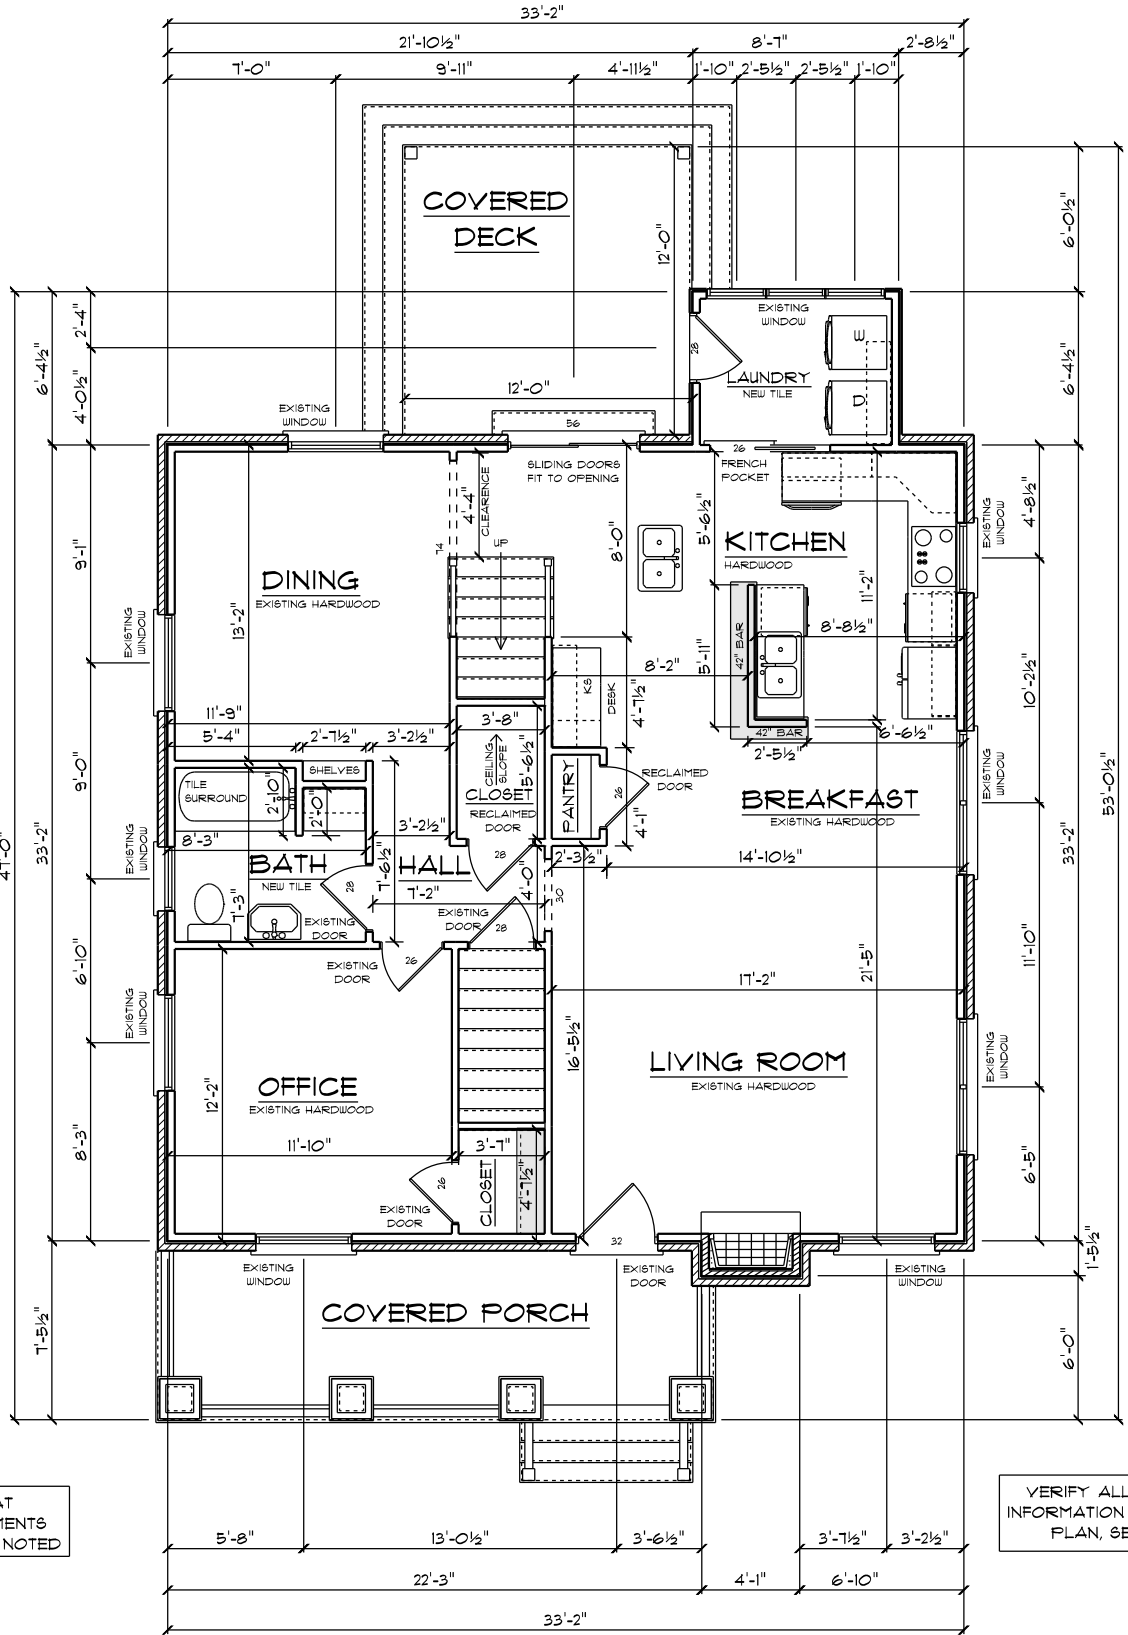 33'-2"
21'-10½"
8'-7"
2'-8½"
7'-0"
9'-11"
4'-11½"
1'-10"
2'-5½"
2'-5½"
1'-10"
COVERED
DECK
12'-0"
12'-0"
6'-0½"
6'-4½"
2'-4"
4'-0½"
6'-4½"
EXISTING
WINDOW
28
LAUNDRY
NEW TILE
E
D
EXISTING
WINDOW
56
26
SLIDING DOORS
FIT TO OPENING
FRENCH
POCKET
4'-4"
CLEARENCE
74
UP
8'-0"
5'-6½"
KITCHEN
HARDWOOD
11'-2"
EXISTING
WINDOW
4'-8½"
9'-1"
DINING
EXISTING HARDWOOD
13'-2"
EXISTING
WINDOW
8'-8½"
42" BAR
5'-11"
8'-2"
KS
DESK
4'-7½"
10'-2½"
53'-0½"
11'-9"
3'-8"
42" BAR
6'-6½"
5'-4"
2'-7½"
3'-2½"
2'-5½"
SHELVES
CEILING
SLOPE
5'-6½"
EXISTING
WINDOW
9'-0"
TILE
SURROUND
2'-10"
2'-0"
CLOSET
RECLAIMED
DOOR
PANTRY
26
RECLAIMED
DOOR
4'-1"
BREAKFAST
EXISTING HARDWOOD
47'-0"
33'-2"
33'-2"
8'-3"
3'-2½"
EXISTING
WINDOW
BATH
NEW TILE
7'-6½"
HALL
28
2'-3½"
14'-10½"
7'-3"
28
7'-2"
4'-0"
30
EXISTING
DOOR
EXISTING
DOOR
28
6'-10"
EXISTING
DOOR
26
17'-2"
21'-5"
11'-10"
EXISTING
WINDOW
16'-5½"
LIVING ROOM
EXISTING HARDWOOD
EXISTING
WINDOW
OFFICE
EXISTING HARDWOOD
12'-2"
8'-3"
11'-10"
3'-7"
6'-5"
CLOSET
4'-7½"
26
EXISTING
DOOR
32
1'-5½"
EXISTING
WINDOW
EXISTING
DOOR
EXISTING
WINDOW
COVERED PORCH
7'-5½"
6'-0"
AT
MENTS
NOTED
VERIFY ALL
INFORMATION
PLAN, SE
5'-8"
13'-0½"
3'-6½"
3'-7½"
3'-2½"
22'-3"
4'-1"
6'-10"
33'-2"